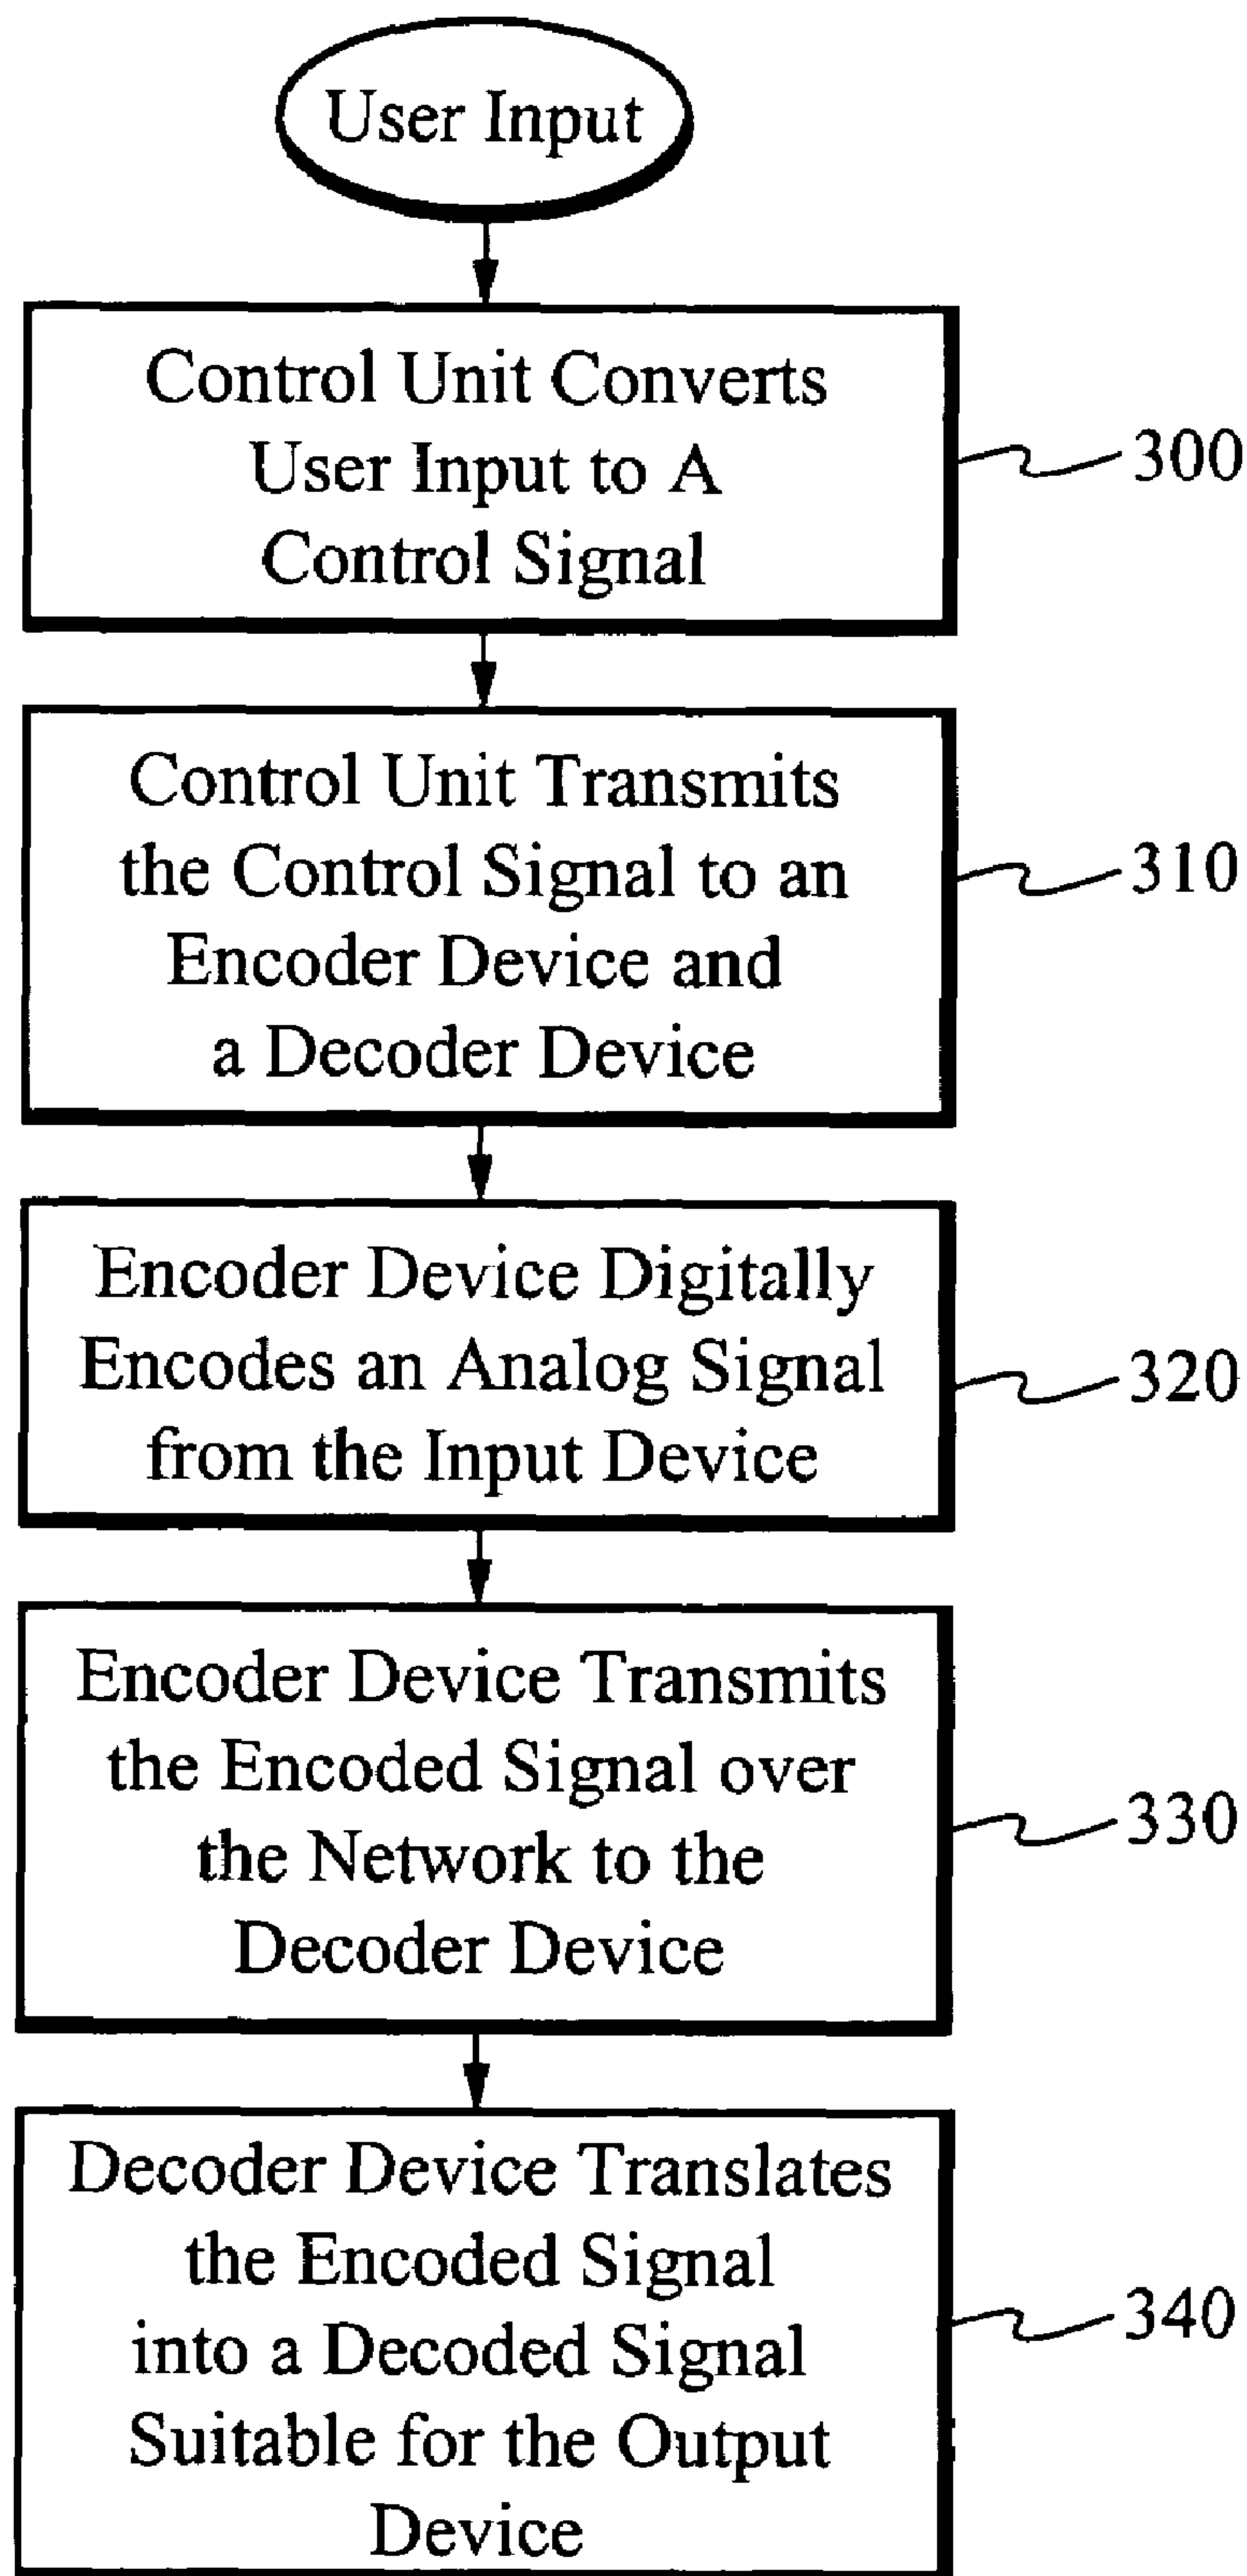 User Input
Control Unit Converts
User Input to A
Control Signal
300
Control Unit Transmits
the Control Signal to an
Encoder Device and
a Decoder Device
310
Encoder Device Digitally
Encodes an Analog Signal
from the Input Device
320
Encoder Device Transmits
the Encoded Signal over
the Network to the
Decoder Device
330
Decoder Device Translates
the Encoded Signal
into a Decoded Signal
Suitable for the Output
Device
340